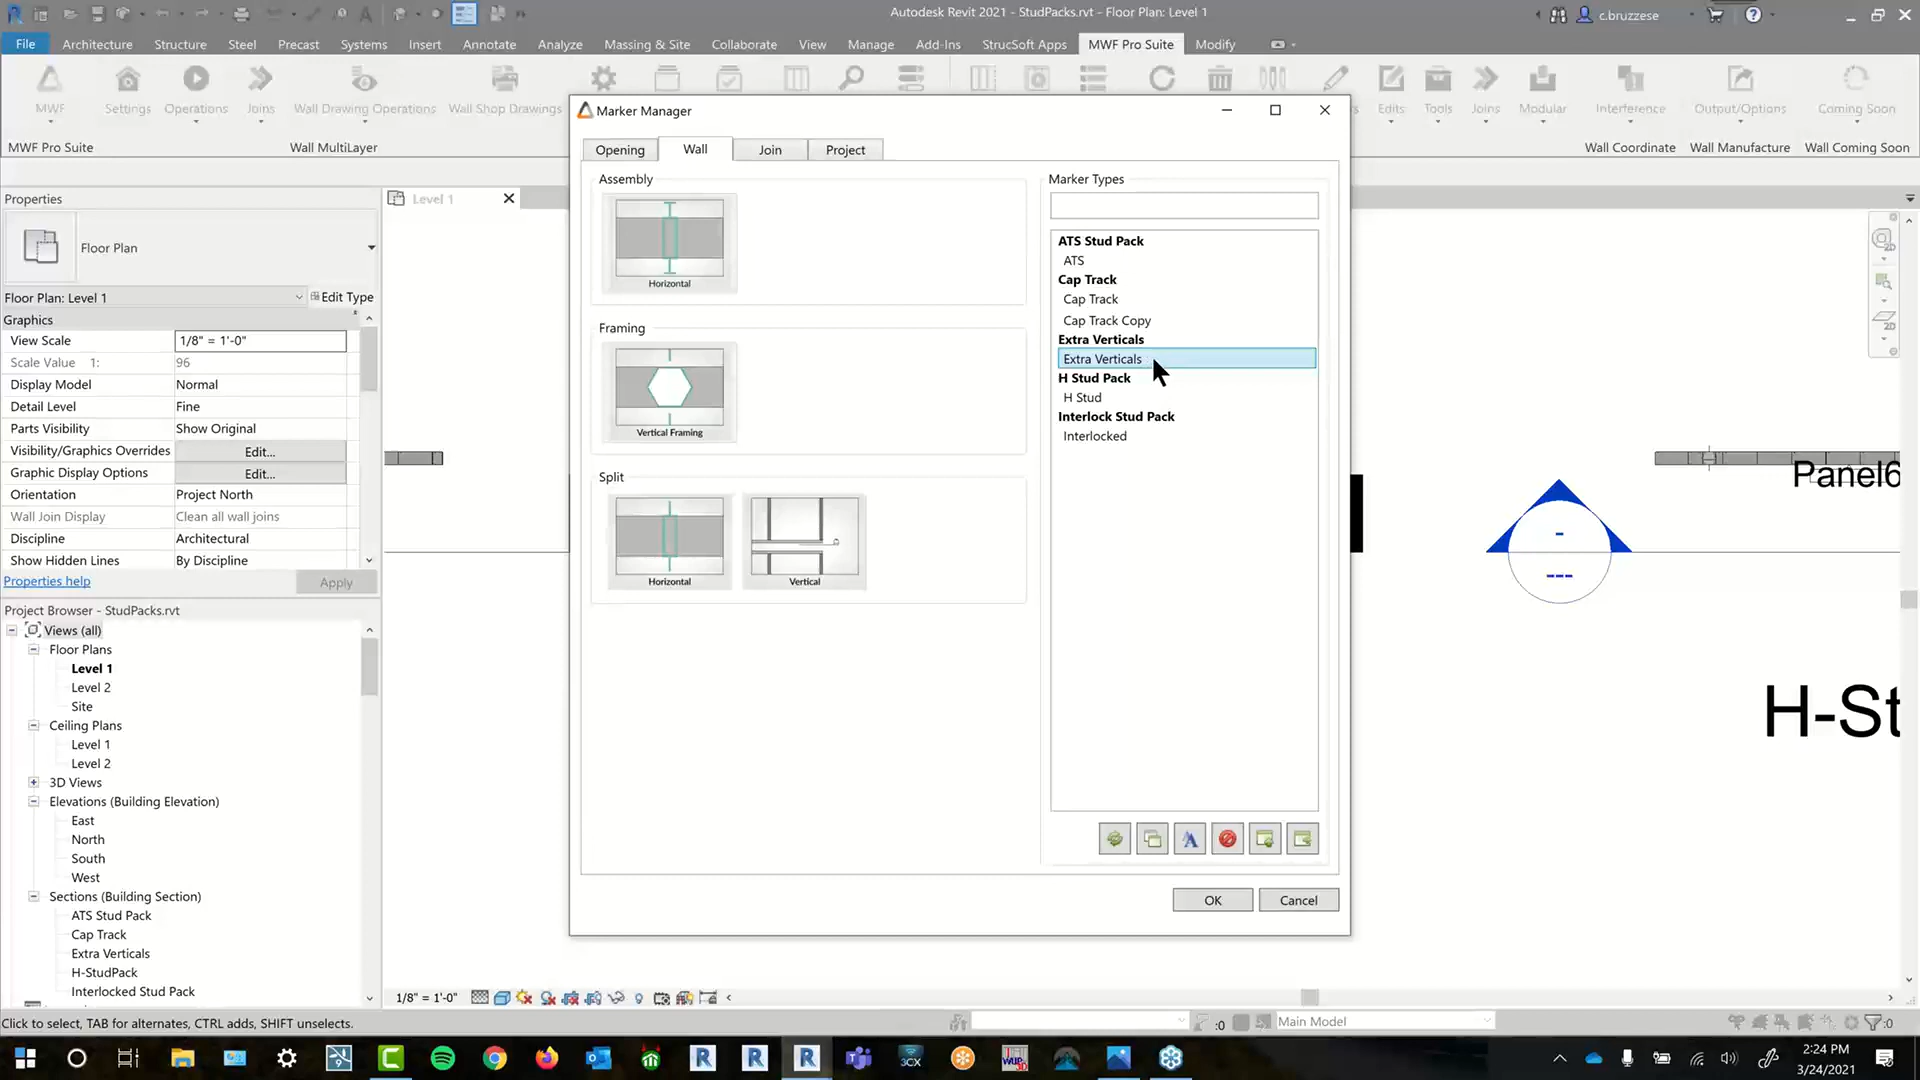 Autodesk Revit 2021 - StudPacks.rvt - Floor Plan: Level 1
c.bruzzese
File Architecture Structure Steel Precast Systems Insert Annotate Analyze Massing & Site Collaborate View Manage Add-Ins StrucSoft Apps MWF Pro Suite Modify
MWF Settings Operations Joins Wall Drawing Operations Wall Shop Drawings Edits Tools Joins Modular Interference Output/Options Coming Soon
MWF Pro Suite Wall MultiLayer Wall Coordinate Wall Manufacture Wall Coming Soon
Properties
Floor Plan
Floor Plan: Level 1 Edit Type
Graphics
View Scale 1/8" = 1'-0"
Scale Value 1: 96
Display Model Normal
Detail Level Fine
Parts Visibility Show Original
Visibility/Graphics Overrides Edit...
Graphic Display Options Edit...
Orientation Project North
Wall Join Display Clean all wall joins
Discipline Architectural
Show Hidden Lines By Discipline
Properties help Apply
Project Browser - StudPacks.rvt
Views (all)
Floor Plans
Level 1
Level 2
Site
Ceiling Plans
Level 1
Level 2
3D Views
Elevations (Building Elevation)
East
North
South
West
Sections (Building Section)
ATS Stud Pack
Cap Track
Extra Verticals
H-StudPack
Interlocked Stud Pack
Level 1
Marker Manager
Opening Wall Join Project
Assembly
Horizontal
Framing
Vertical Framing
Split
Horizontal Vertical
Marker Types
ATS Stud Pack
ATS
Cap Track
Cap Track
Cap Track Copy
Extra Verticals
Extra Verticals
H Stud Pack
H Stud
Interlock Stud Pack
Interlocked
OK Cancel
Panel6
H-St
1/8" = 1'-0"
Click to select, TAB for alternates, CTRL adds, SHIFT unselects.
:0 Main Model :0
3CX
2:24 PM
3/24/2021